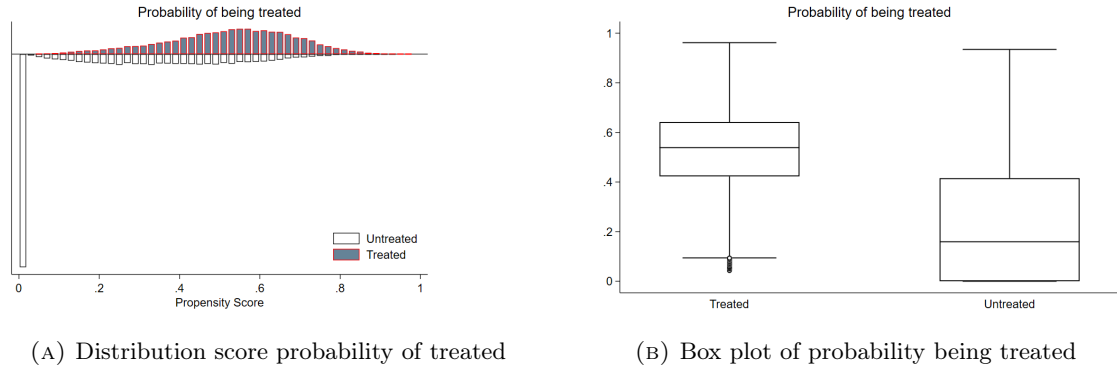 Probability of being treated
Untreated
Treated
0 .2 .4 .6 .8 1
Propensity Score
(A) Distribution score probability of treated
Probability of being treated
1
.8
.6
.4
.2
0
Treated Untreated
(B) Box plot of probability being treated